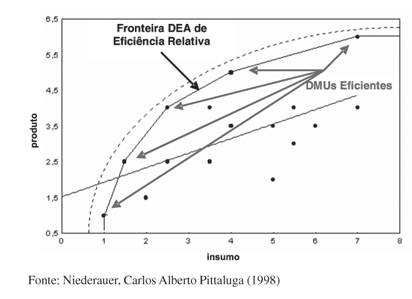 Fronteira DEA de
Eficiência Relativa
DMUs Eficientes
produto
6,5
5,5
4,5
3,5
2,5
1,5
0,5
0 1 2 3 4 5 6 7 8
insumo
Fonte: Niederauer, Carlos Alberto Pittaluga (1998)